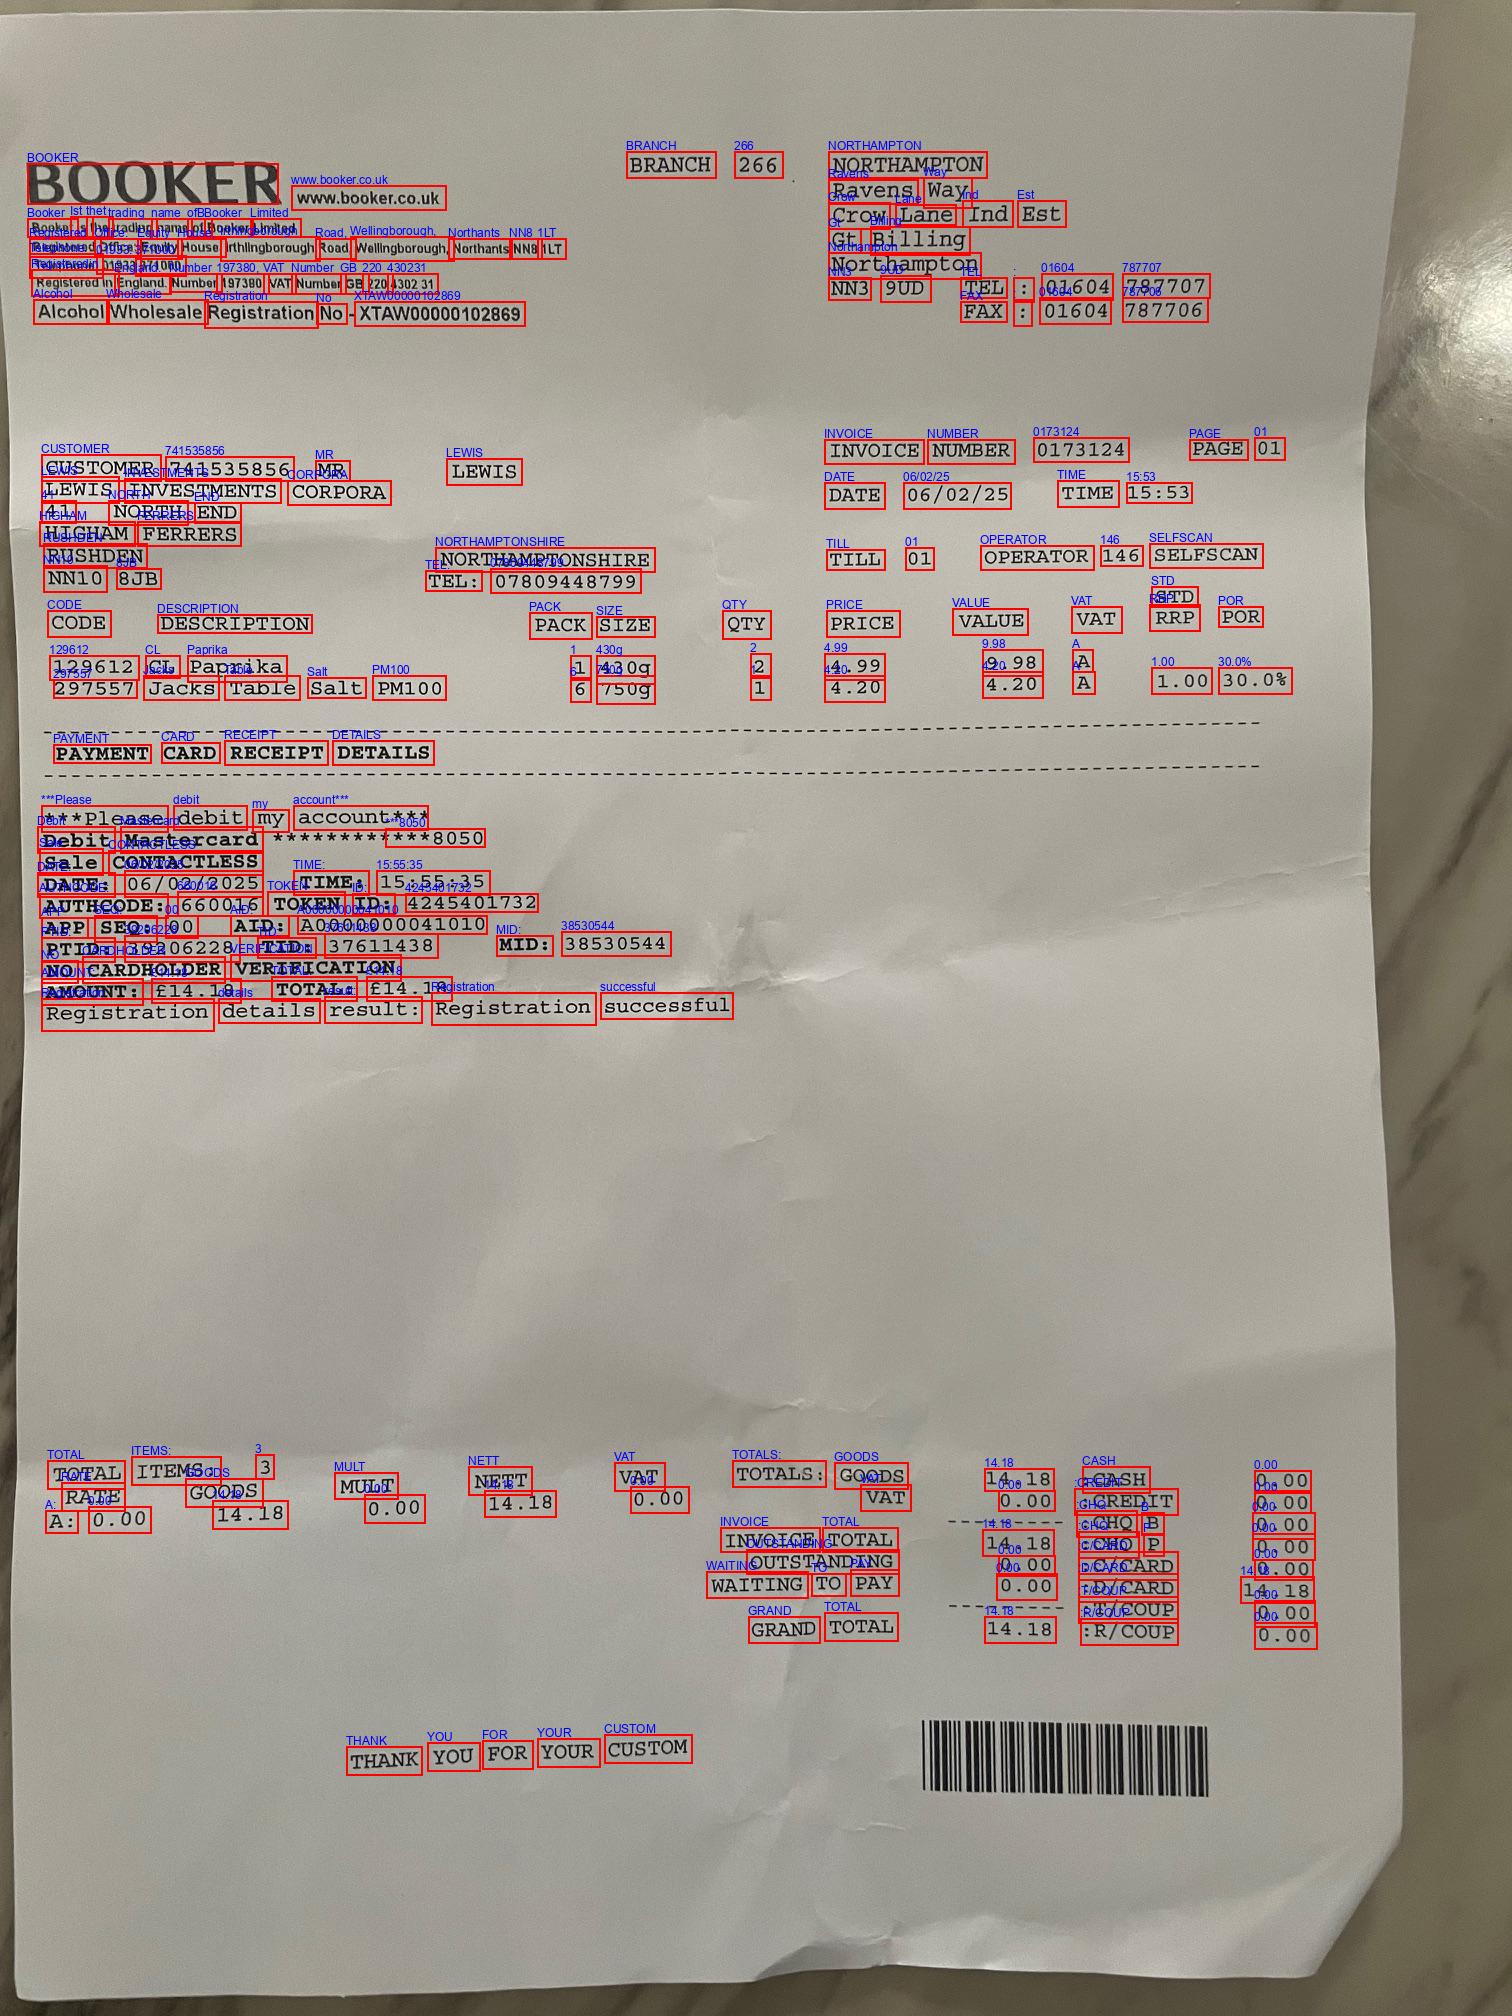 BOOKER www.booker.co.uk
BRANCH 266
NORTHAMPTON
Ravens Way
Crow Lane Ind Est
Gt Billing
Northampton
NN3 9UD TEL : 01604 787707
FAX : 01604 787706
Booker is the trading name of Booker Limited
Registered Office: Equity House Irthlingborough Road, Wellingborough, Northants NN8 1LT
Telephone: 01933 371000
Registered in England. Number 197380, VAT Number GB 220 4302 31
Alcohol Wholesale Registration No - XTAW00000102869
INVOICE NUMBER 0173124 PAGE 01
CUSTOMER 741535856 MR LEWIS
DATE 06/02/25 TIME 15:53
LEWIS INVESTMENTS CORPORA
41 NORTH END
HIGHAM FERRERS
RUSHDEN NORTHAMPTONSHIRE
TILL 01 OPERATOR 146 SELFSCAN
NN10 8JB TEL: 07809448799
STD
CODE DESCRIPTION PACK SIZE QTY PRICE VALUE VAT RRP POR
129612 CL Paprika 1 430g 2 4.99 9.98 A
297557 Jacks Table Salt PM100 6 750g 1 4.20 4.20 A 1.00 30.0%
PAYMENT CARD RECEIPT DETAILS
***Please debit my account***
Debit Mastercard ************8050
Sale CONTACTLESS
DATE: 06/02/2025 TIME: 15:55:35
AUTHCODE: 660016 TOKEN ID: 4245401732
APP SEQ: 00 AID: A0000000041010
PTID: 39206228 TID: 37611438 MID: 38530544
NO CARDHOLDER VERIFICATION
AMOUNT: £14.18 TOTAL: £14.18
Registration details result: Registration successful
TOTAL ITEMS: 3 MULT NETT VAT TOTALS: GOODS 14.18 :CASH 0.00
RATE GOODS VAT 0.00 :CREDIT 0.00
A: 0.00 14.18 0.00 14.18 0.00 :CHQ B 0.00
INVOICE TOTAL 14.18 :CHQ P 0.00
OUTSTANDING 0.00 :C/CARD 0.00
WAITING TO PAY 0.00 :D/CARD 14.18
:T/COUP 0.00
GRAND TOTAL 14.18 :R/COUP 0.00
THANK YOU FOR YOUR CUSTOM